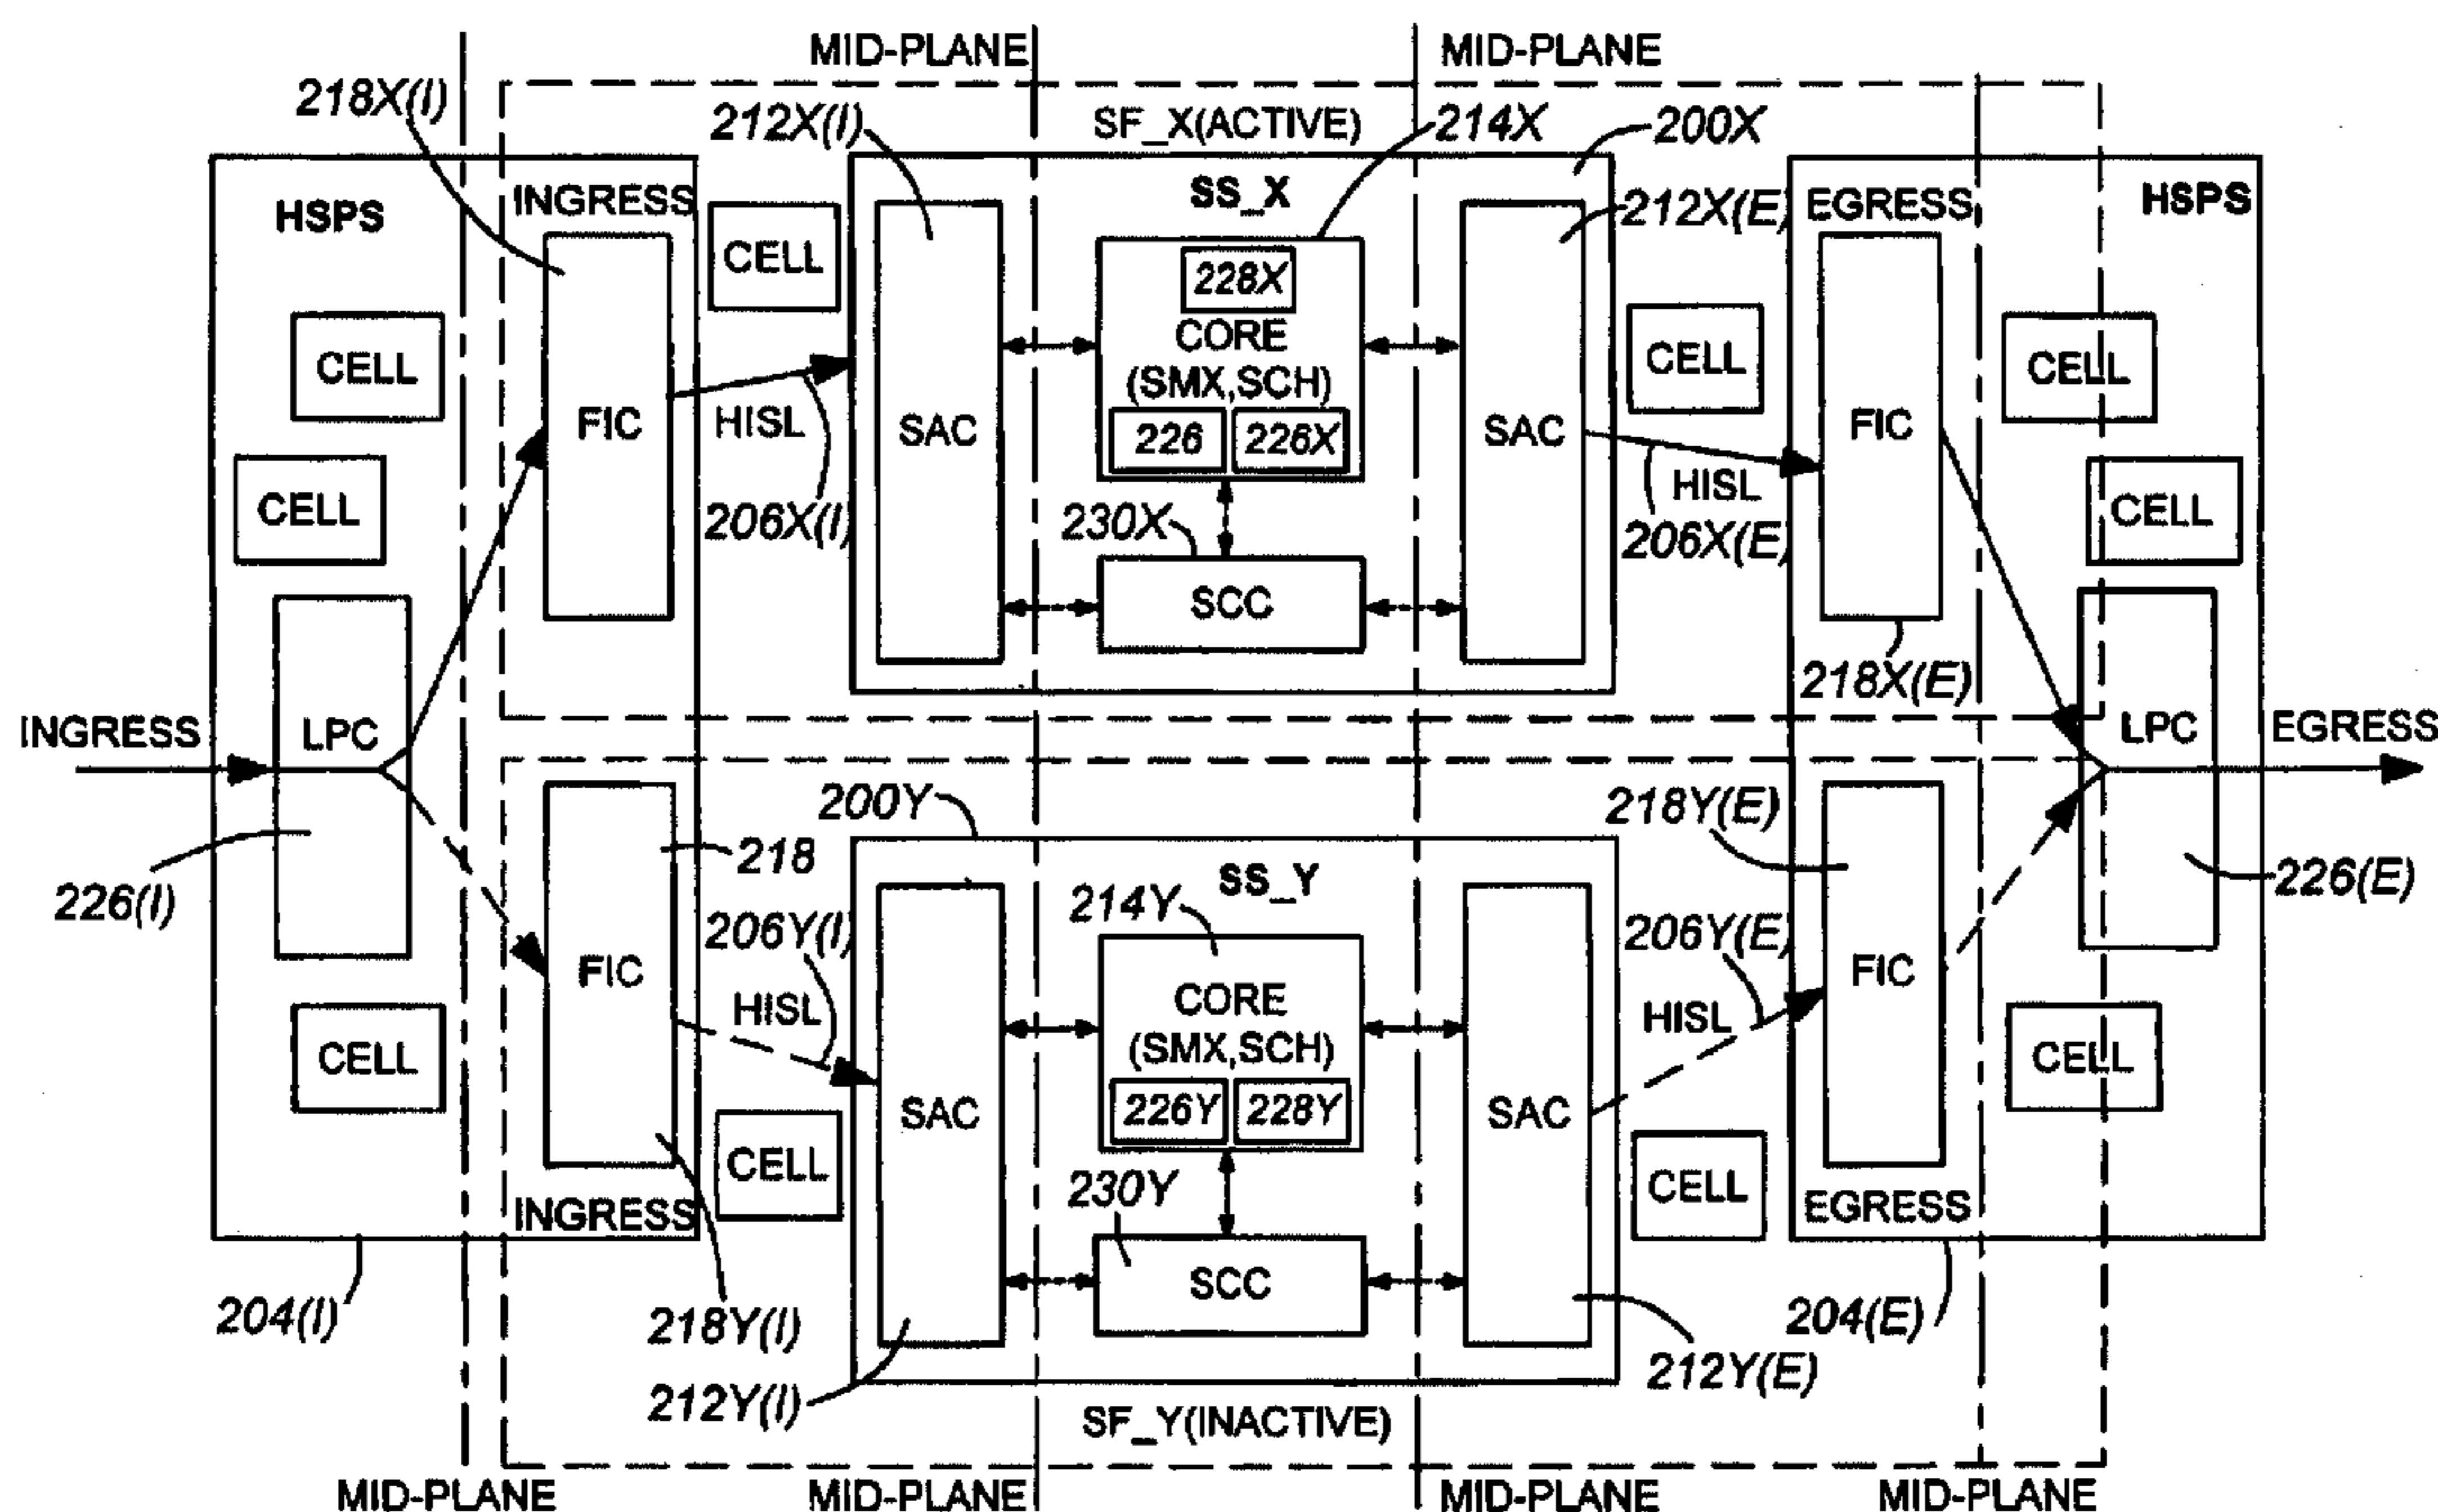 MID-PLANE
MID-PLANE
218X(I)
212X(I)
SF_X(ACTIVE)
214X
200X
HSPS
INGRESS
CELL
SS_X
212X(E)
EGRESS
HSPS
228X
CORE
(SMX,SCH)
226
226X
CELL
FIC
HISL
SAC
SAC
CELL
FIC
CELL
CELL
206X(I)
230X
HISL
206X(E)
CELL
SCC
218X(E)
INGRESS
LPC
LPC
EGRESS
200Y
218Y(E)
218
226(I)
SS_Y
226(E)
206Y(I)
214Y
206Y(E)
FIC
HISL
CORE
(SMX,SCH)
HISL
FIC
CELL
SAC
226Y
228Y
SAC
CELL
CELL
230Y
CELL
INGRESS
EGRESS
204(I)
218Y(I)
SCC
204(E)
212Y(I)
212Y(E)
SF_Y(INACTIVE)
MID-PLANE
MID-PLANE
MID-PLANE
MID-PLANE